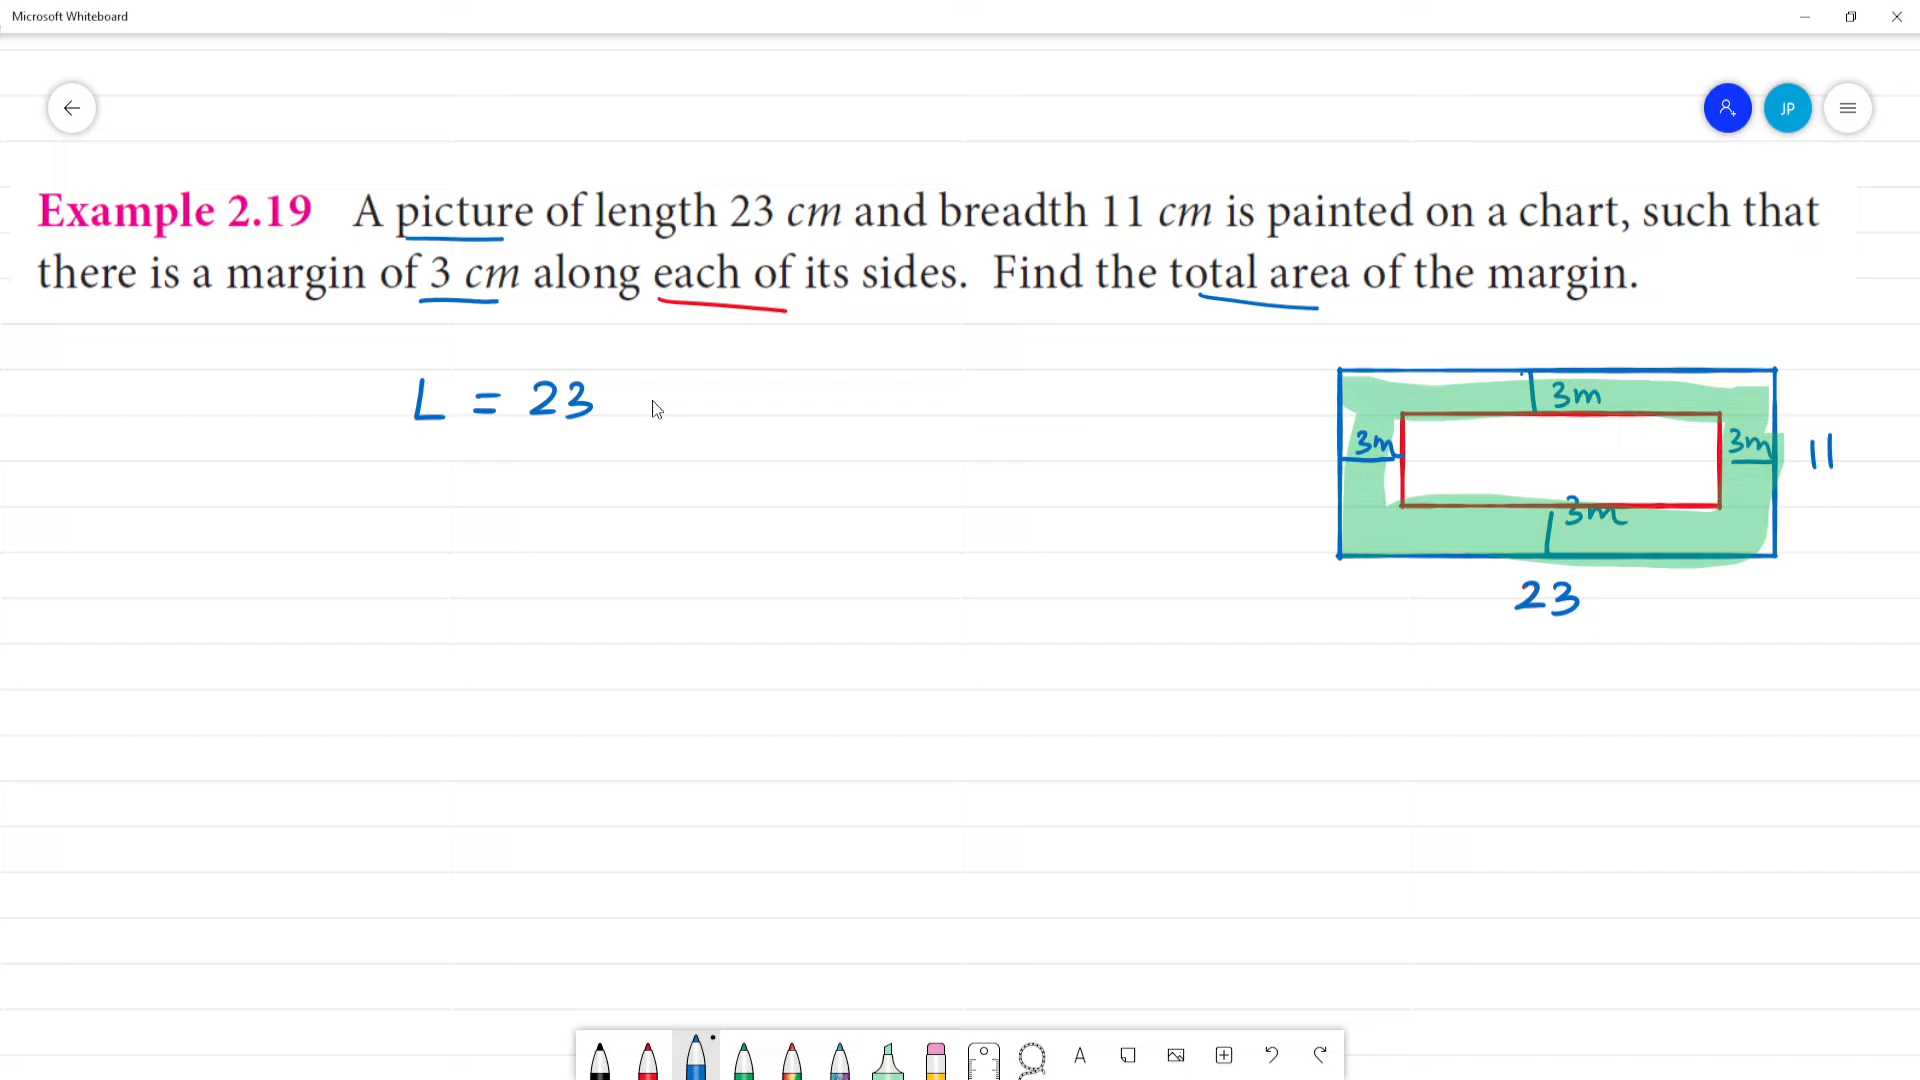 Microsoft Whiteboard
JP
Example 2.19 A picture of length 23 cm and breadth 11 cm is painted on a chart, such that
there is a margin of 3 cm along each of its sides. Find the total area of the margin.
L = 23
3m
3m
3m
11
3m
23
A